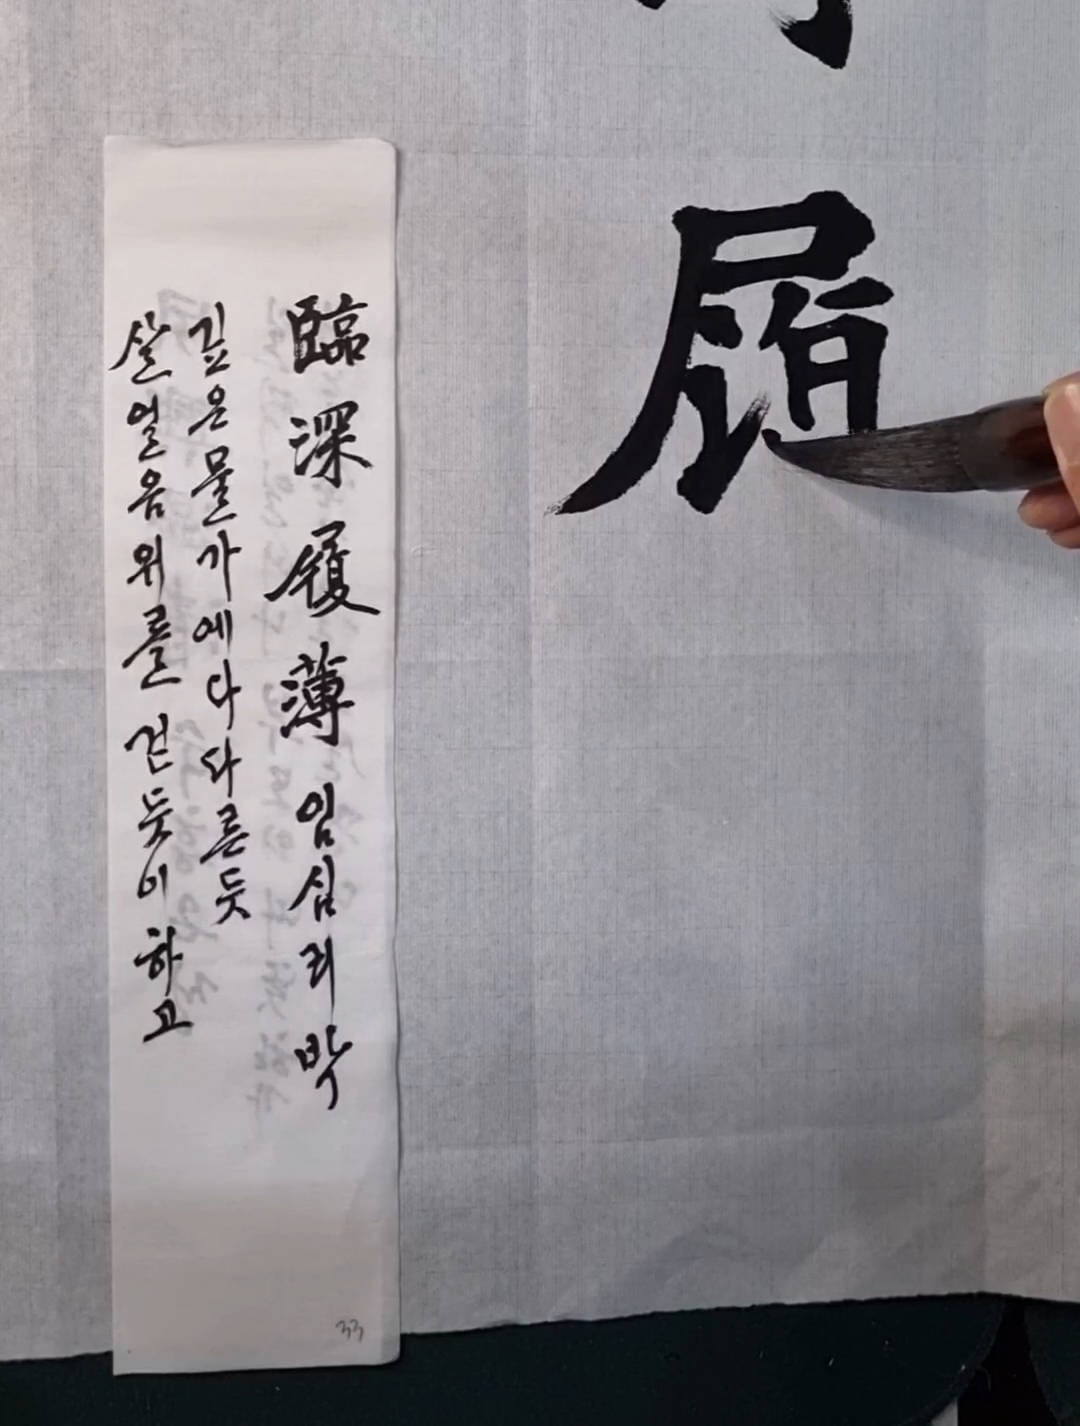 臨深履薄 임심리박
깊은물가에다다른듯
살얼음위를 걷듯이하고
33